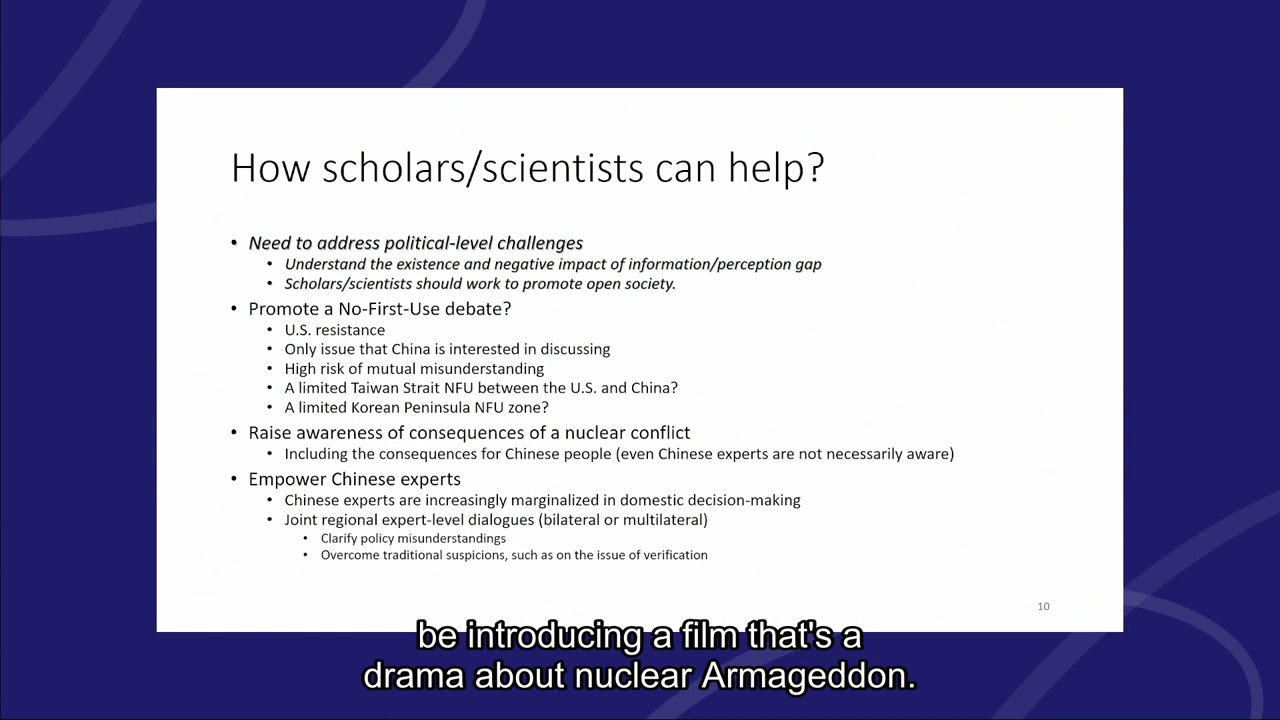 How scholars/scientists can help?
• Need to address political-level challenges
• Understand the existence and negative impact of information/perception gap
• Scholars/scientists should work to promote open society.
• Promote a No-First-Use debate?
• U.S. resistance
• Only issue that China is interested in discussing
• High risk of mutual misunderstanding
• A limited Taiwan Strait NFU between the U.S. and China?
• A limited Korean Peninsula NFU zone?
• Raise awareness of consequences of a nuclear conflict
• Including the consequences for Chinese people (even Chinese experts are not necessarily aware)
• Empower Chinese experts
• Chinese experts are increasingly marginalized in domestic decision-making
• Joint regional expert-level dialogues (bilateral or multilateral)
• Clarify policy misunderstandings
• Overcome traditional suspicions, such as on the issue of verification
10
be introducing a film that's a
drama about nuclear Armageddon.